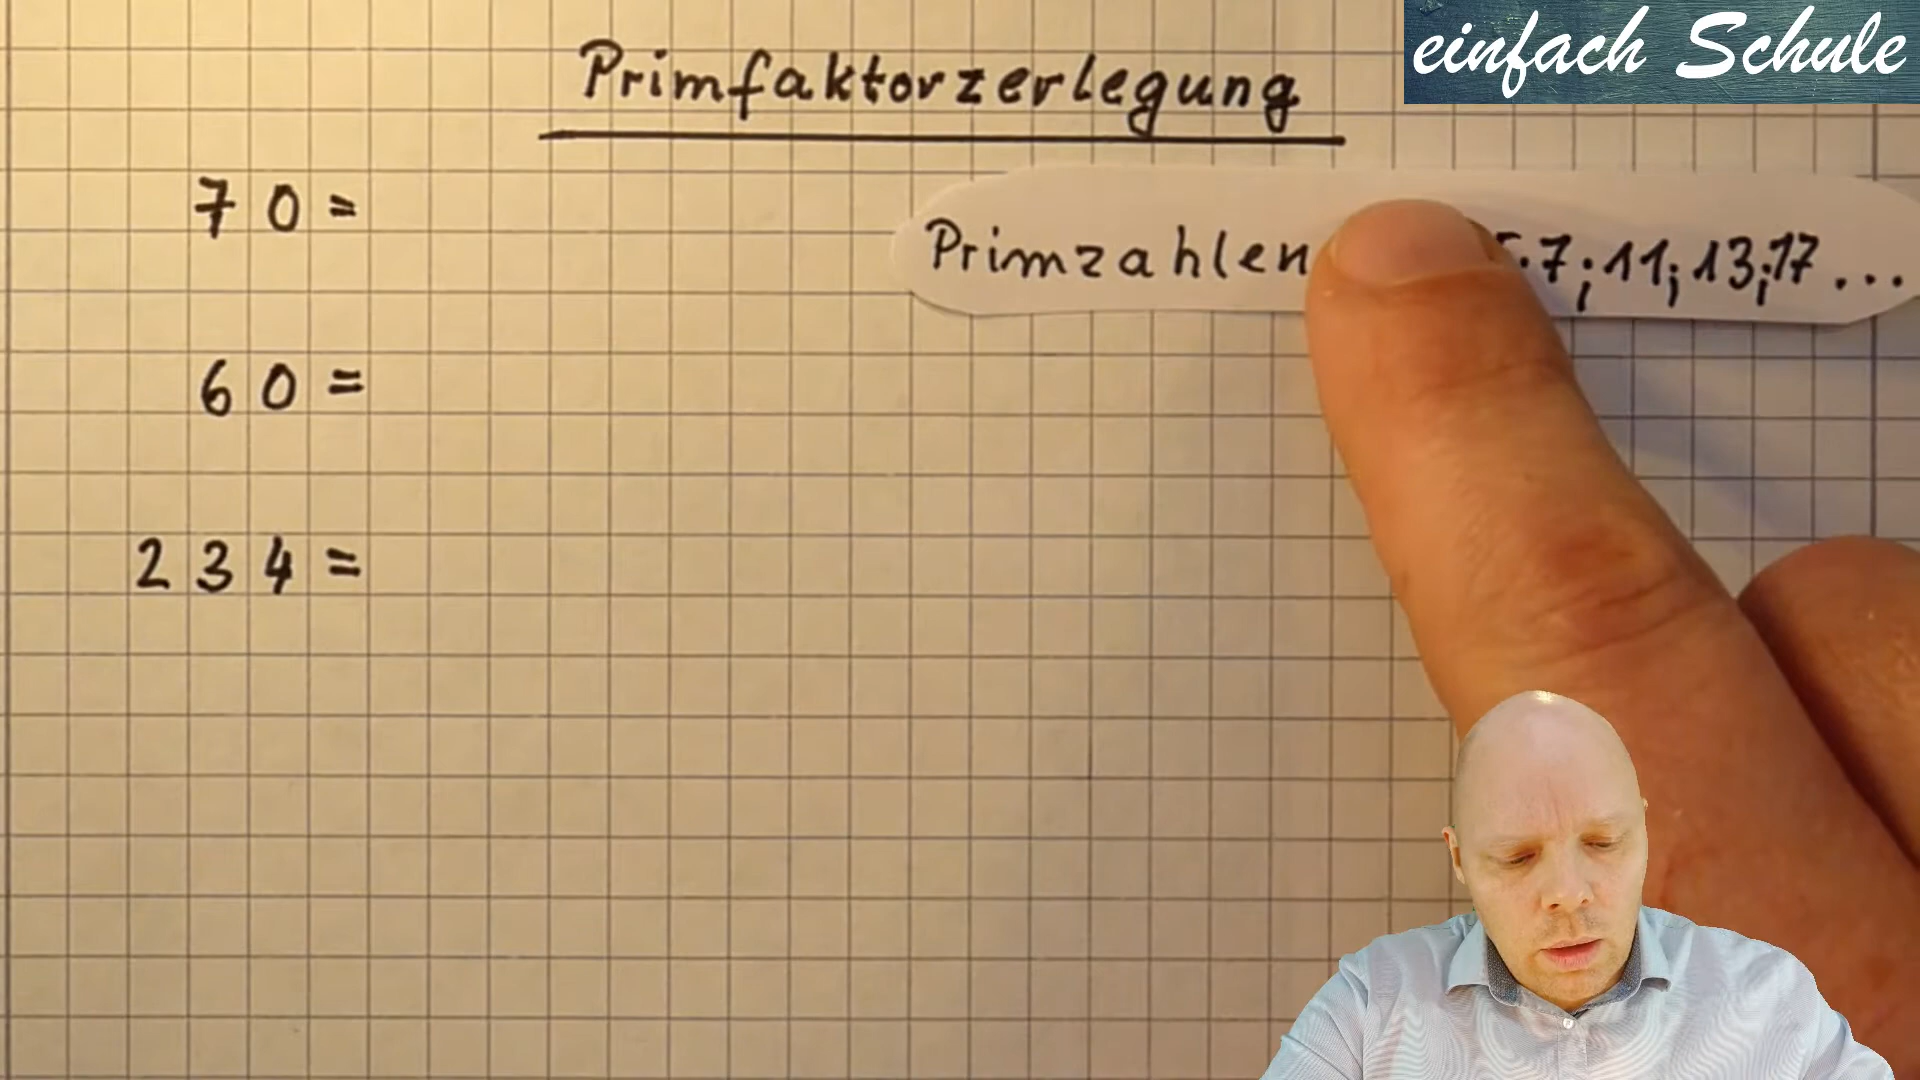 einfach Schule
Primfaktorzerlegung
70=
Primzahlen 7; 11; 13; 17...
60=
234=